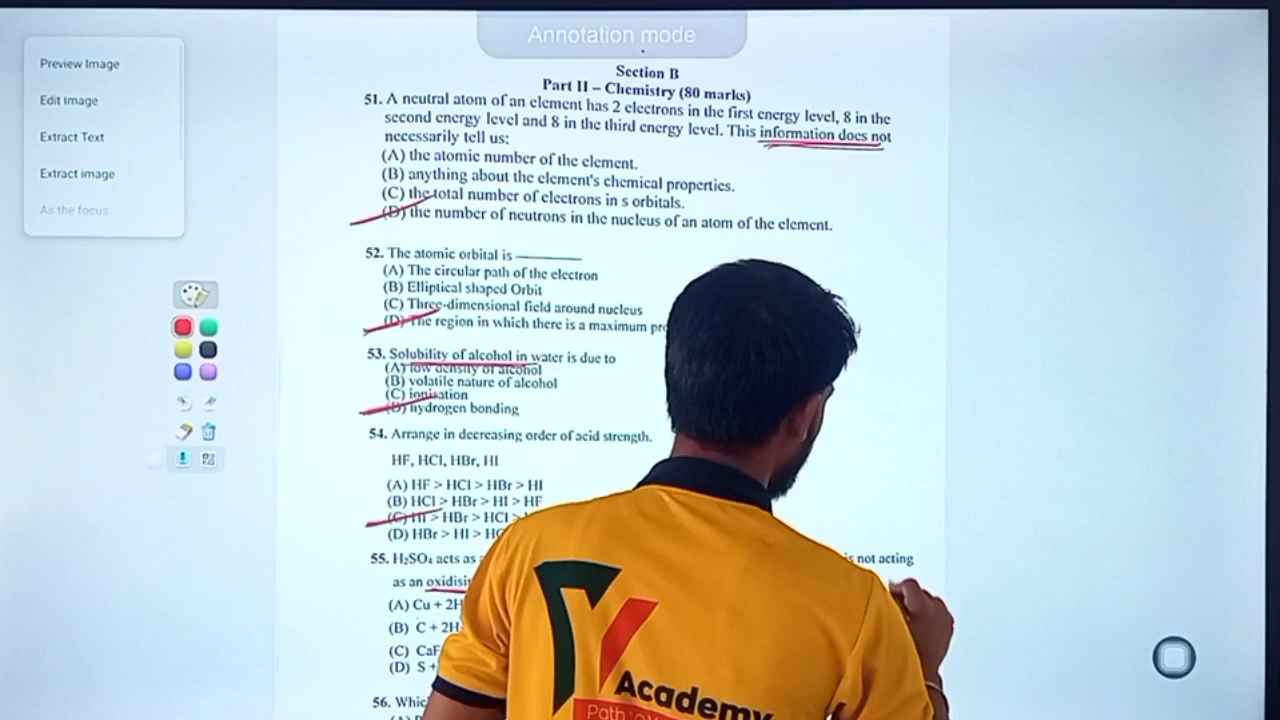 Annotation mode
Preview Image
Edit Image
Extract Text
Extract image
As the focus
Section B
Part II – Chemistry (80 marks)
51. A neutral atom of an element has 2 electrons in the first energy level, 8 in the
second energy level and 8 in the third energy level. This information does not
necessarily tell us:
(A) the atomic number of the element.
(B) anything about the element's chemical properties.
(C) the total number of electrons in s orbitals.
(D) the number of neutrons in the nucleus of an atom of the element.
52. The atomic orbital is
(A) The circular path of the electron
(B) Elliptical shaped Orbit
(C) Three-dimensional field around nucleus
(D) The region in which there is a maximum
53. Solubility of alcohol in water is due to
(A) low density of alcohol
(B) volatile nature of alcohol
(C) ionisation
(D) hydrogen bonding
54. Arrange in decreasing order of acid strength.
HF, HCl, HBr, HI
(A) HF > HCl > HBr > HI
(B) HCl > HBr > HI > HF
(C) HI > HBr > HCl >
(D) HBr > HI >
55. H₂SO₄ acts as is not acting
as an
(A) Cu +
(B) C +
(C)
(D) S +
56.
Academy
Path